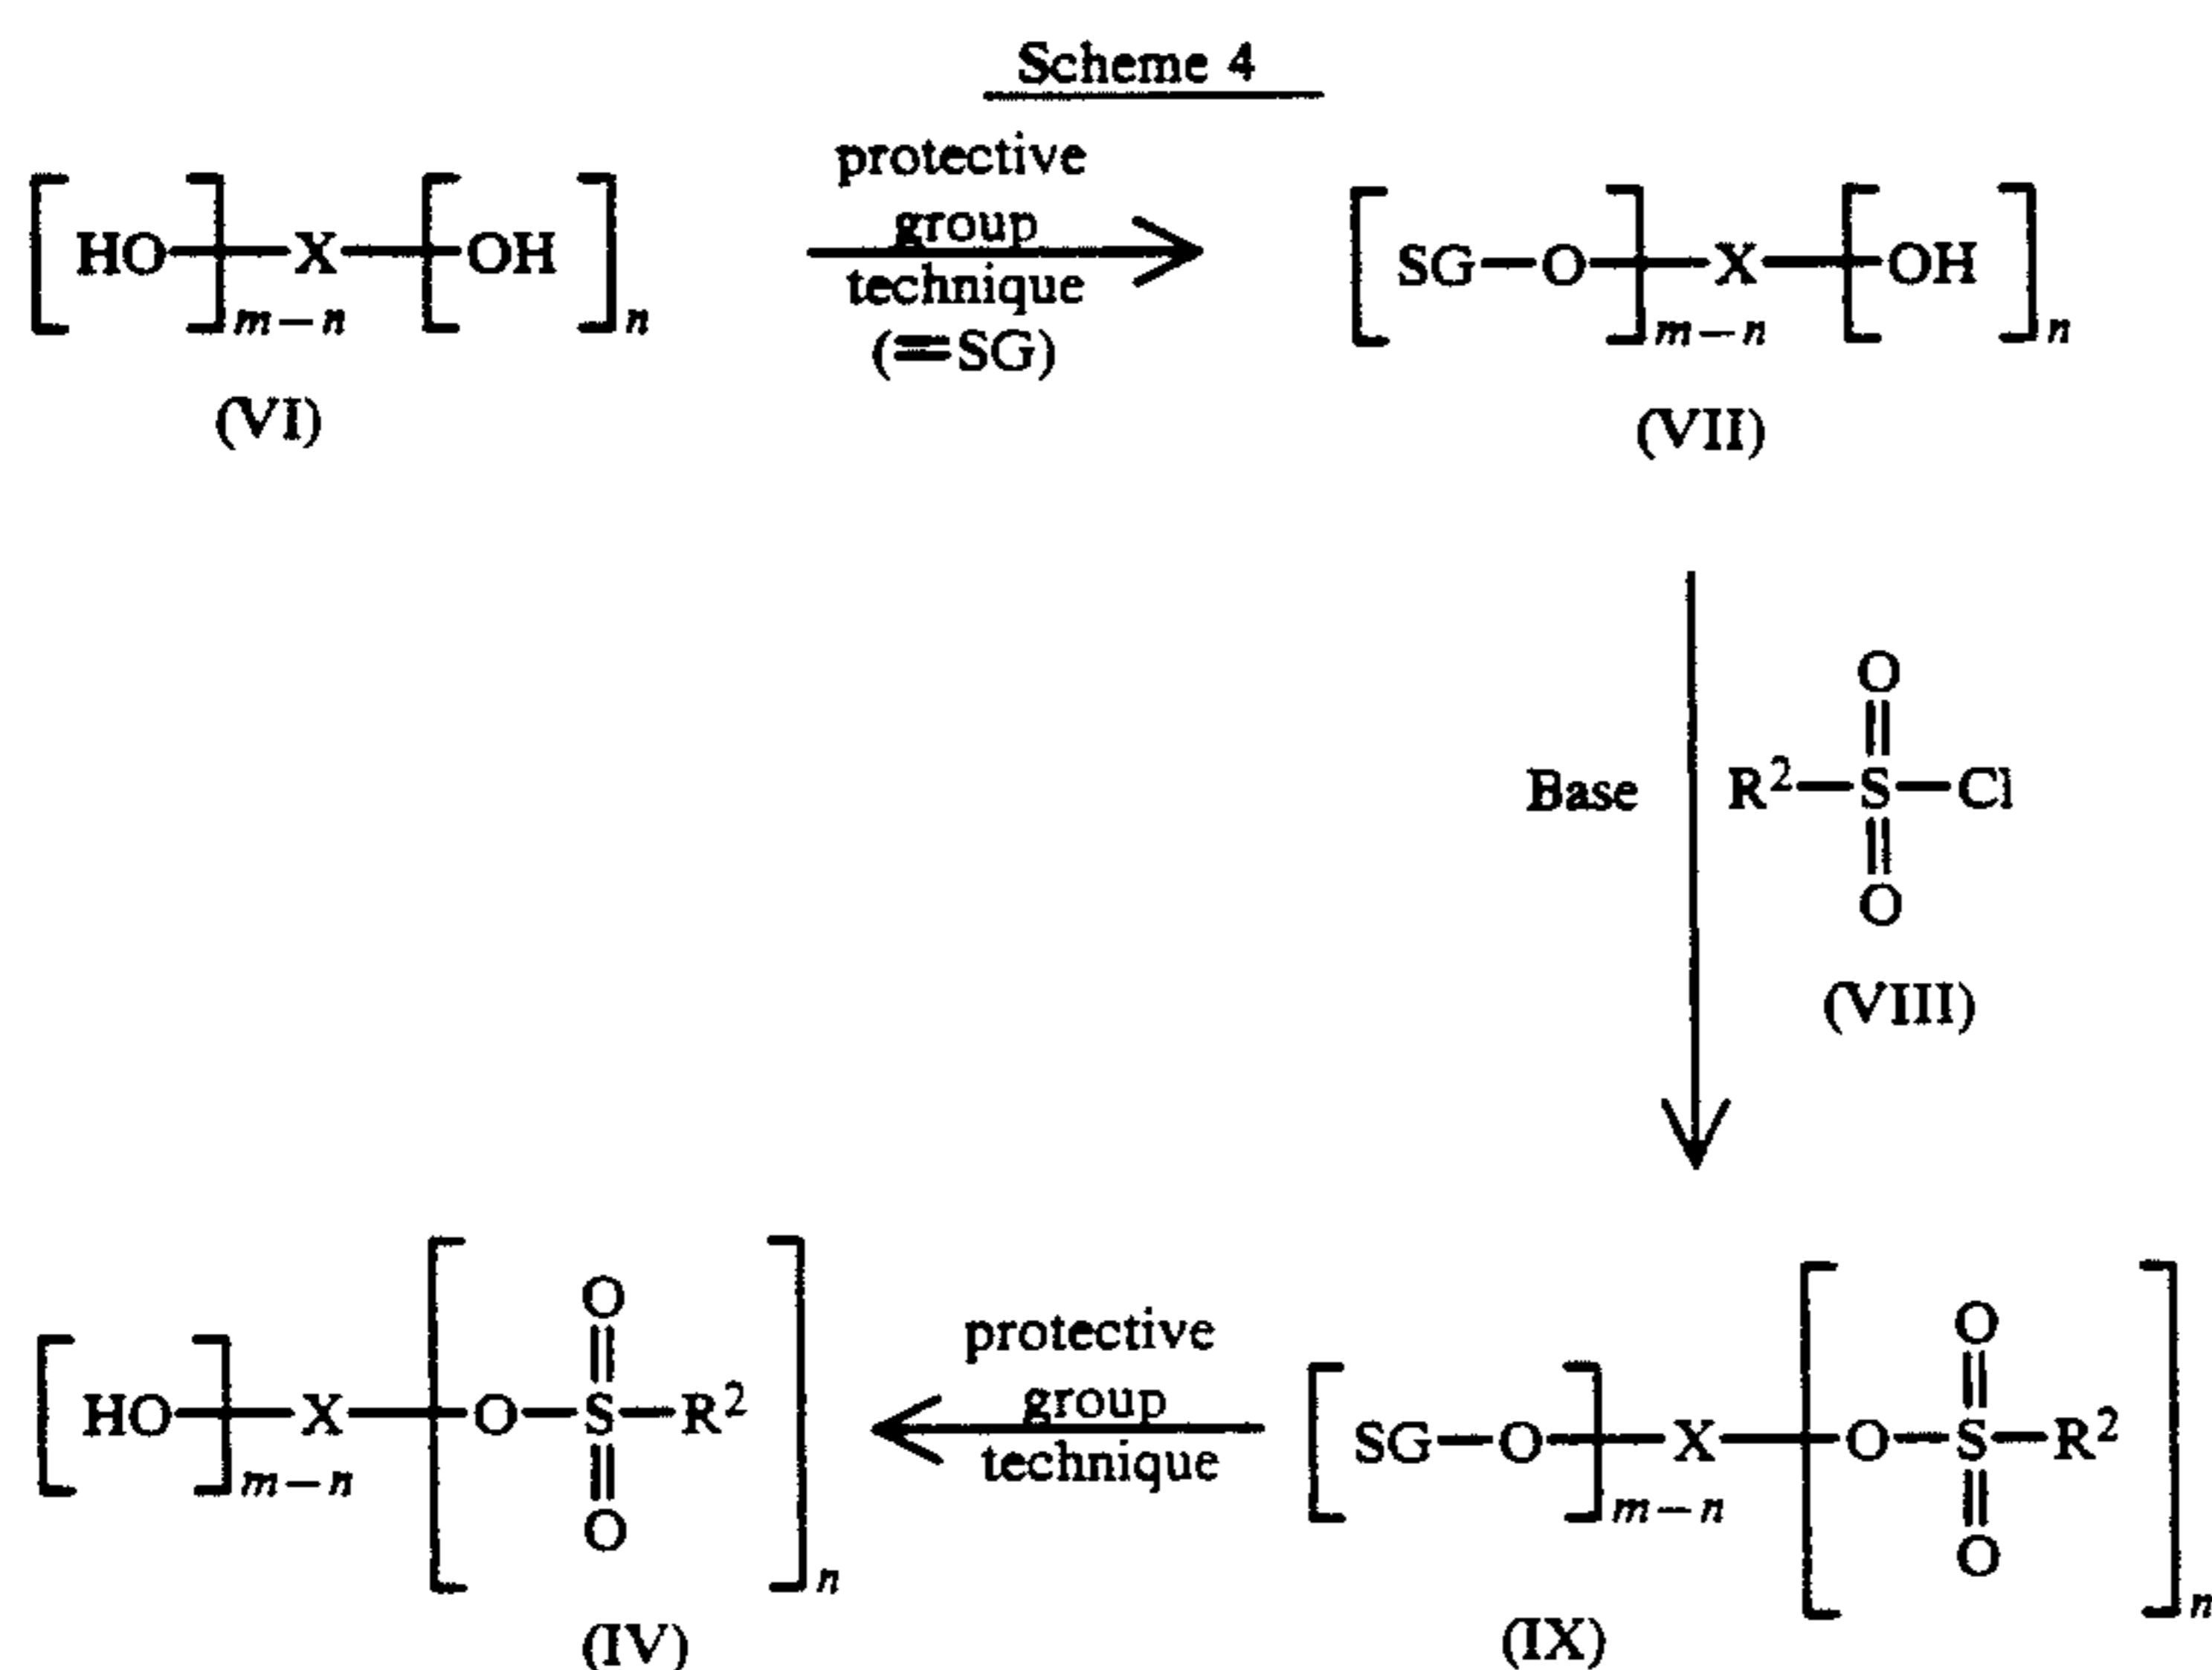 Scheme 4
[HO—]m−n X [—OH]n
protective
group
technique
(=SG)
[SG—O—]m−n X [—OH]n
(VI)
(VII)
O
Base R²—S—Cl
O
(VIII)
O
[HO—]m−n X [—O—S—R²]n
O
(IV)
protective
group
technique
O
[SG—O—]m−n X [—O—S—R²]n
O
(IX)